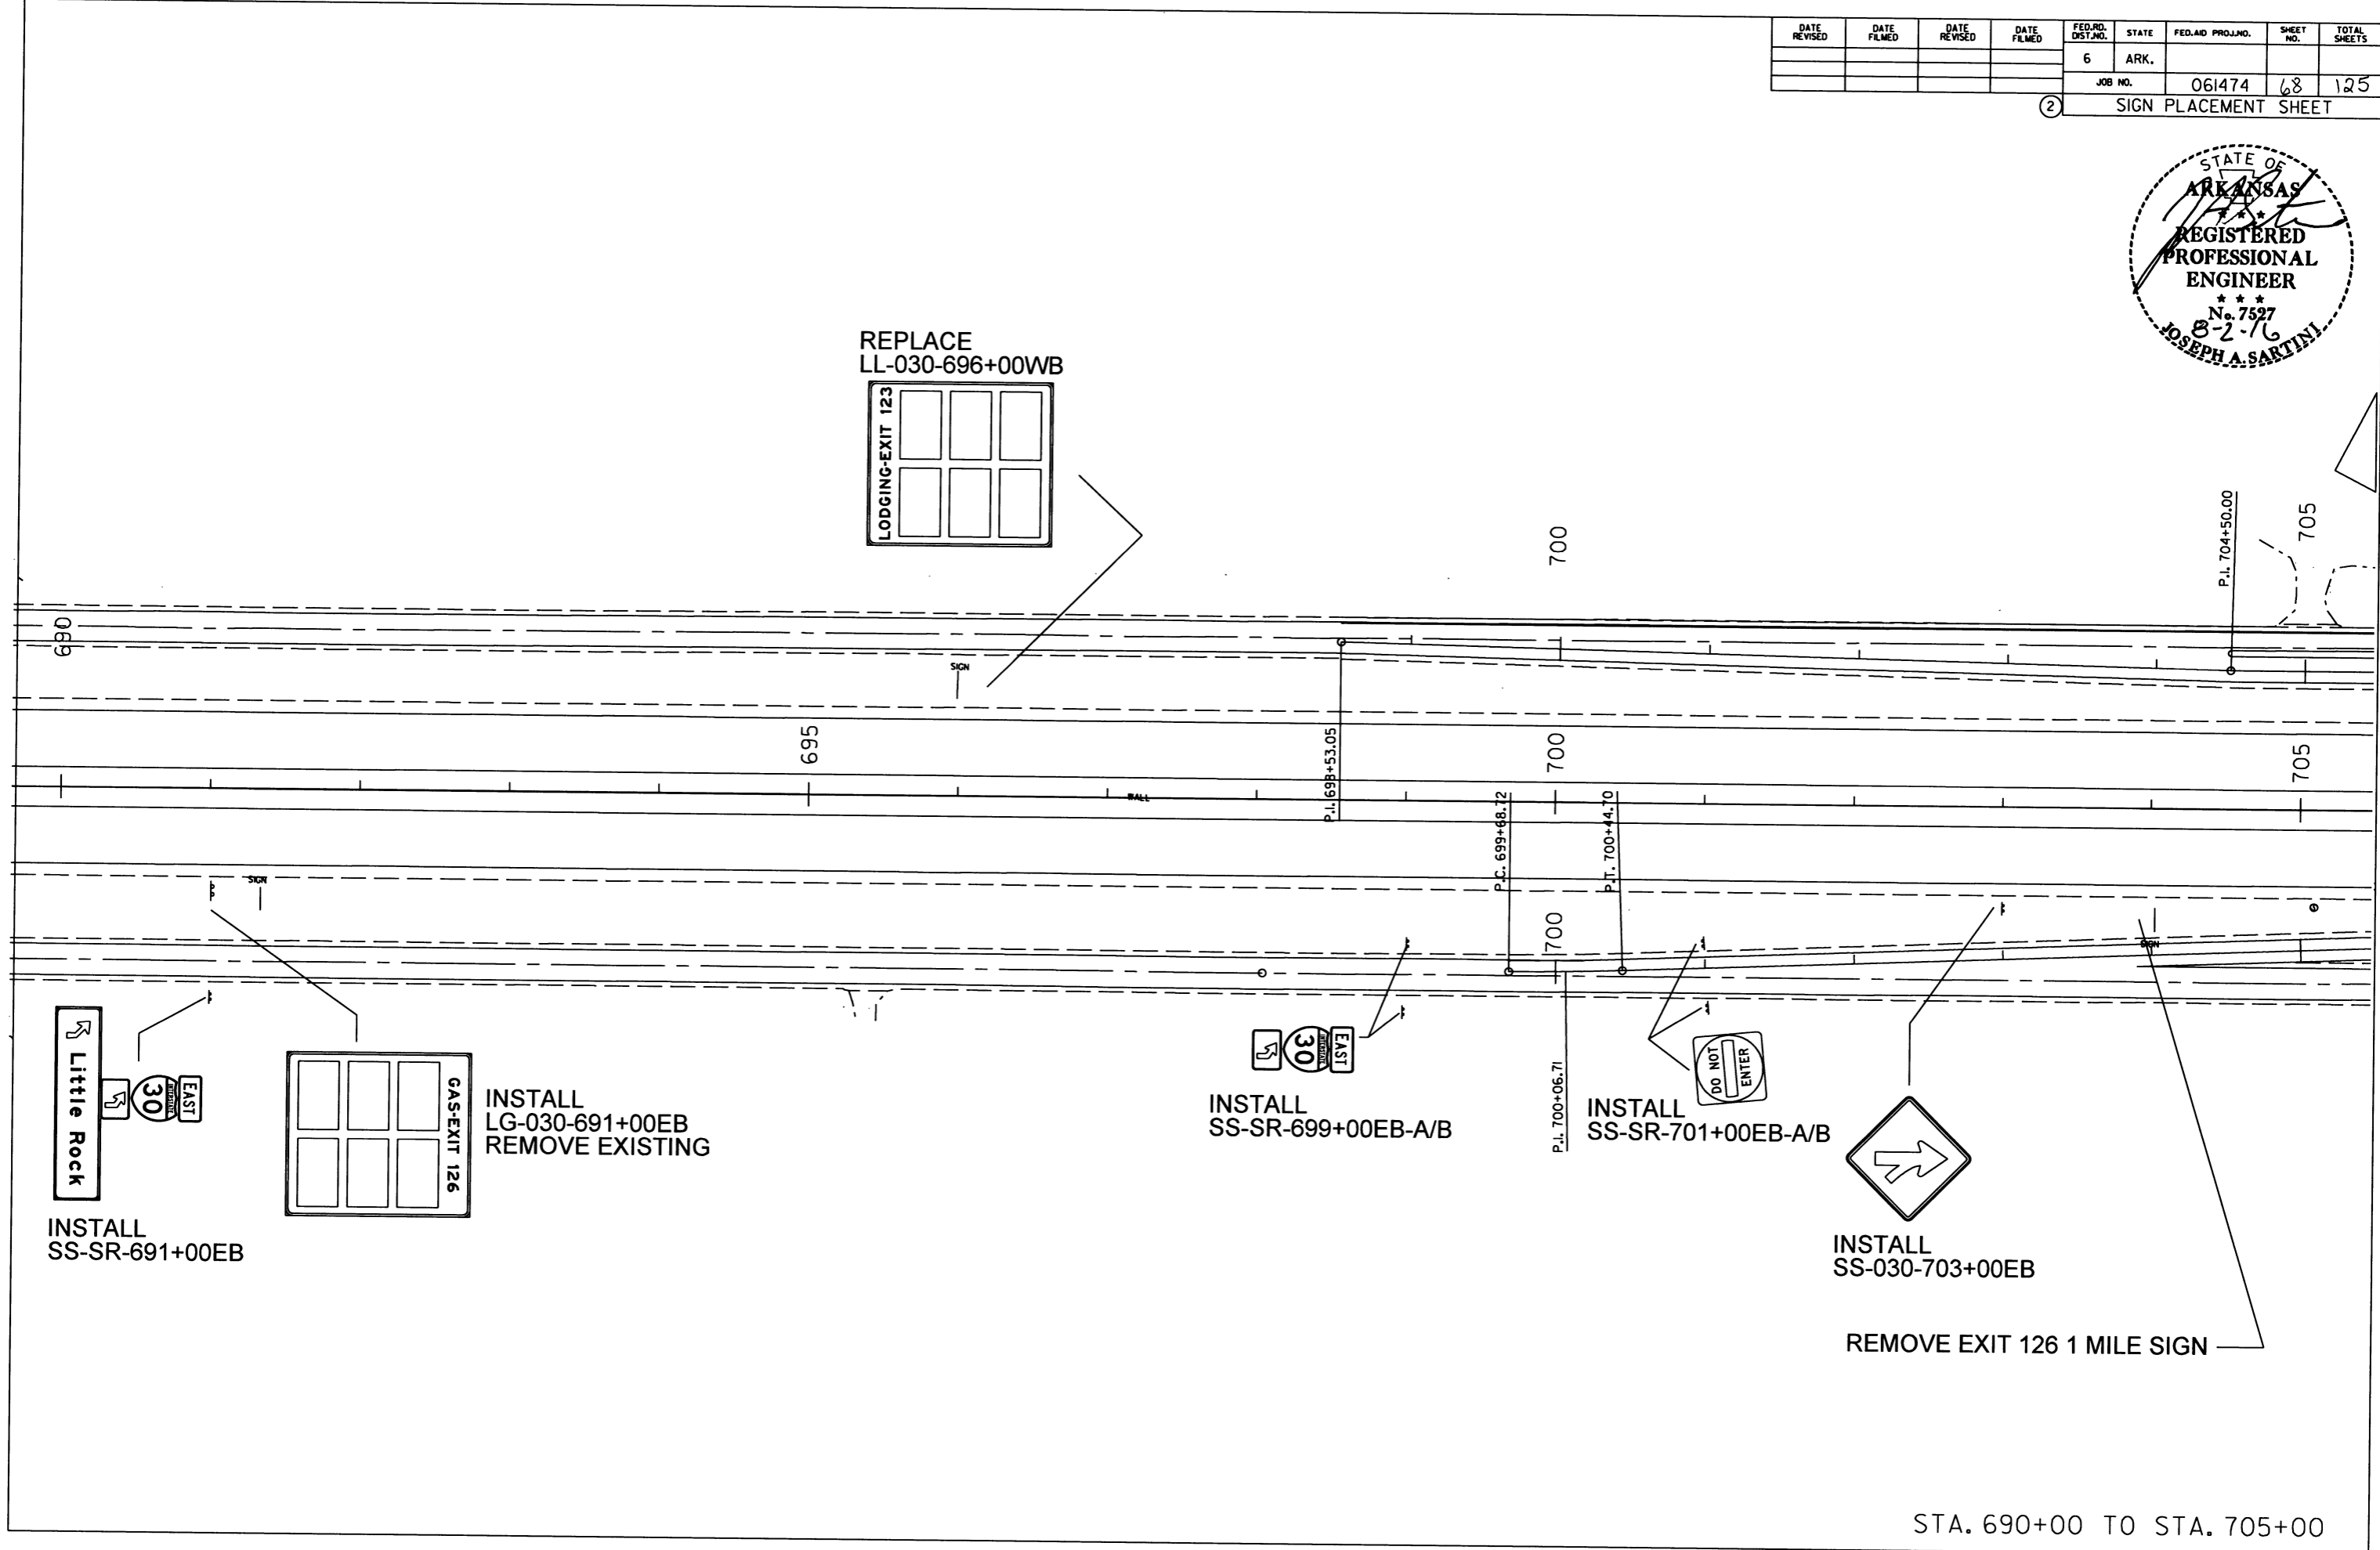 DATE REVISED
DATE FILMED
DATE REVISED
DATE FILMED
FED.RD. DIST.NO.
STATE
FED.AID PROJ.NO.
SHEET NO.
TOTAL SHEETS
6
ARK.
JOB NO.
061474
68
125
2
SIGN PLACEMENT SHEET
STATE OF
ARKANSAS
REGISTERED
PROFESSIONAL
ENGINEER
No. 7527
8-2-16
JOSEPH A. SARTINI
REPLACE
LL-030-696+00WB
LODGING-EXIT 123
700
P.I. 704+50.00
705
690
SIGN
695
P.I. 698+53.05
700
705
WALL
P.C. 699+68.72
P.T. 700+44.70
SIGN
700
SIGN
Little Rock
EAST
INTERSTATE
30
INSTALL
SS-SR-691+00EB
GAS-EXIT 126
INSTALL
LG-030-691+00EB
REMOVE EXISTING
EAST
INTERSTATE
30
INSTALL
SS-SR-699+00EB-A/B
P.I. 700+06.71
DO NOT
ENTER
INSTALL
SS-SR-701+00EB-A/B
INSTALL
SS-030-703+00EB
REMOVE EXIT 126 1 MILE SIGN
STA. 690+00 TO STA. 705+00